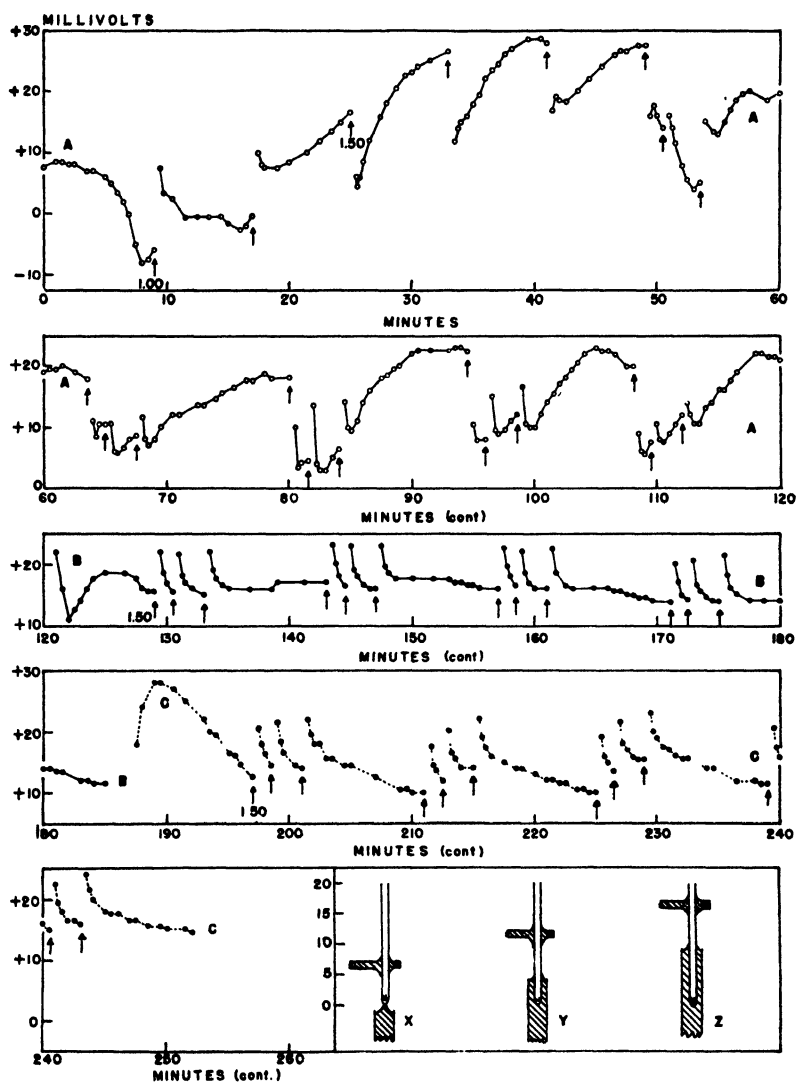 MILLIVOLTS
+30
+20
+10
0
-10
A
1.00
1.50
A
0 10 20 30 40 50 60
MINUTES
+20
+10
0
A
A
60 70 80 90 100 110 120
MINUTES (cont)
+20
+10
B
1.50
B
120 130 140 150 160 170 180
MINUTES (cont)
+30
+20
+10
B
C
1 50
C
180 190 200 210 220 230 240
MINUTES (cont)
+20
+10
0
C
240 250 260
MINUTES (cont.)
20
15
10
5
0
X
Y
Z